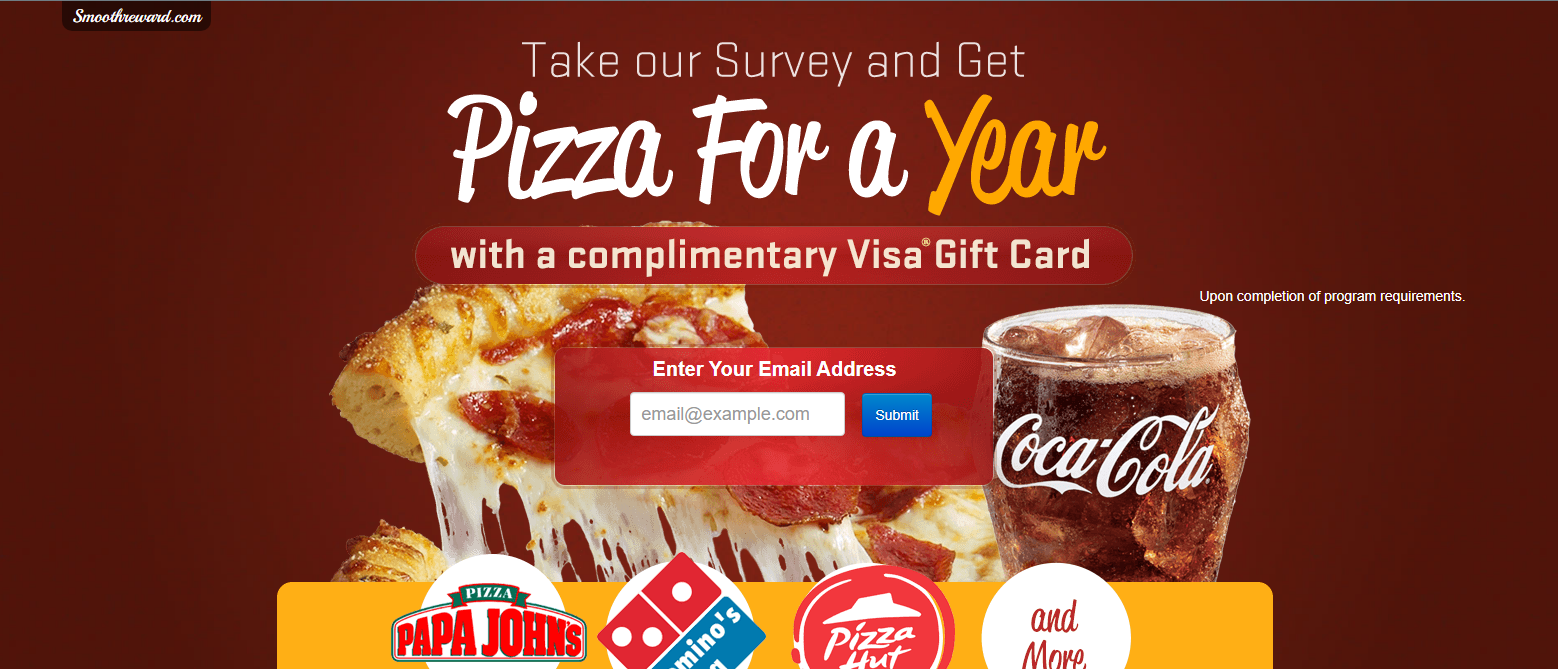 Smoothreward.com
Take our Survey and Get
Pizza For a Year
with a complimentary Visa® Gift Card
Upon completion of program requirements.
Enter Your Email Address
email@example.com
Submit
Coca-Cola
PIZZA
PAPA JOHN'S
mino's
Pizza
Hut
and
More